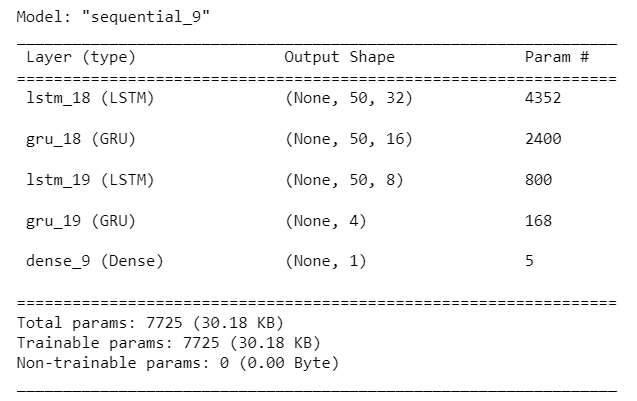 Model: "sequential_9"
_________________________________________________________________
Layer (type)                Output Shape              Param #
=================================================================
lstm_18 (LSTM)              (None, 50, 32)            4352
gru_18 (GRU)                (None, 50, 16)            2400
lstm_19 (LSTM)              (None, 50, 8)             800
gru_19 (GRU)                (None, 4)                 168
dense_9 (Dense)             (None, 1)                 5
=================================================================
Total params: 7725 (30.18 KB)
Trainable params: 7725 (30.18 KB)
Non-trainable params: 0 (0.00 Byte)
_________________________________________________________________